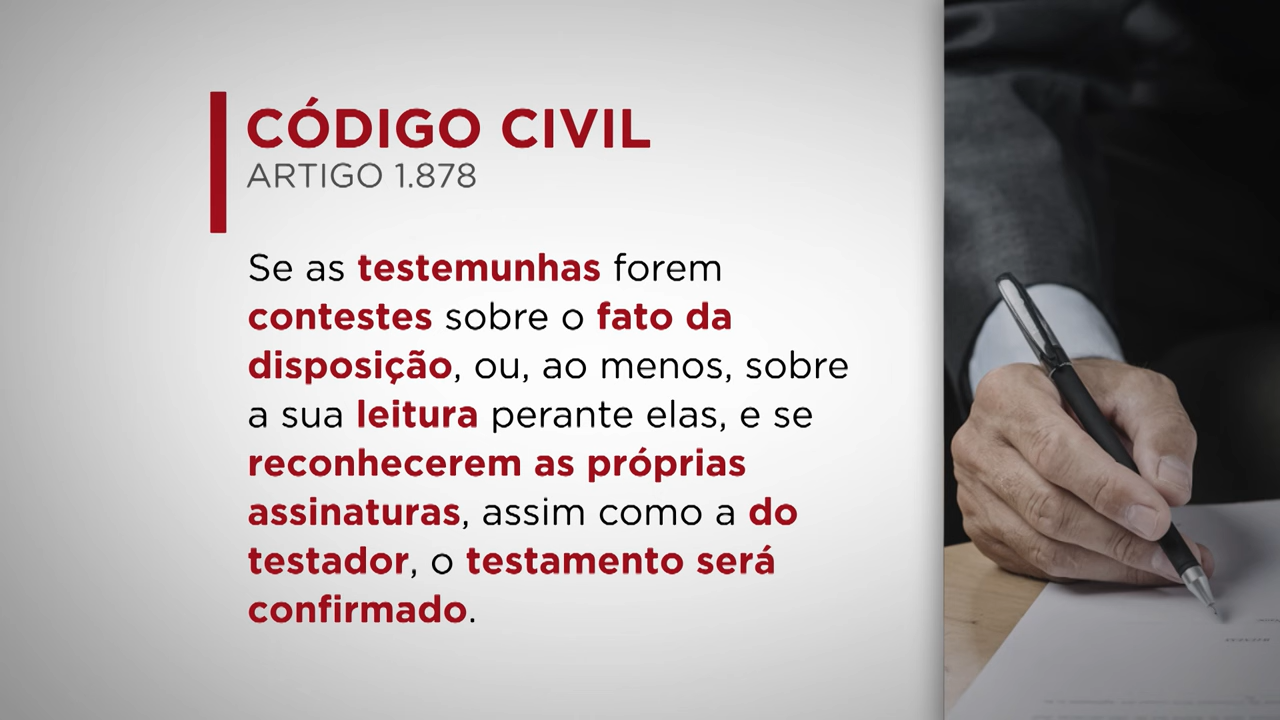 CÓDIGO CIVIL
ARTIGO 1.878
Se as testemunhas forem
contestes sobre o fato da
disposição, ou, ao menos, sobre
a sua leitura perante elas, e se
reconhecerem as próprias
assinaturas, assim como a do
testador, o testamento será
confirmado.